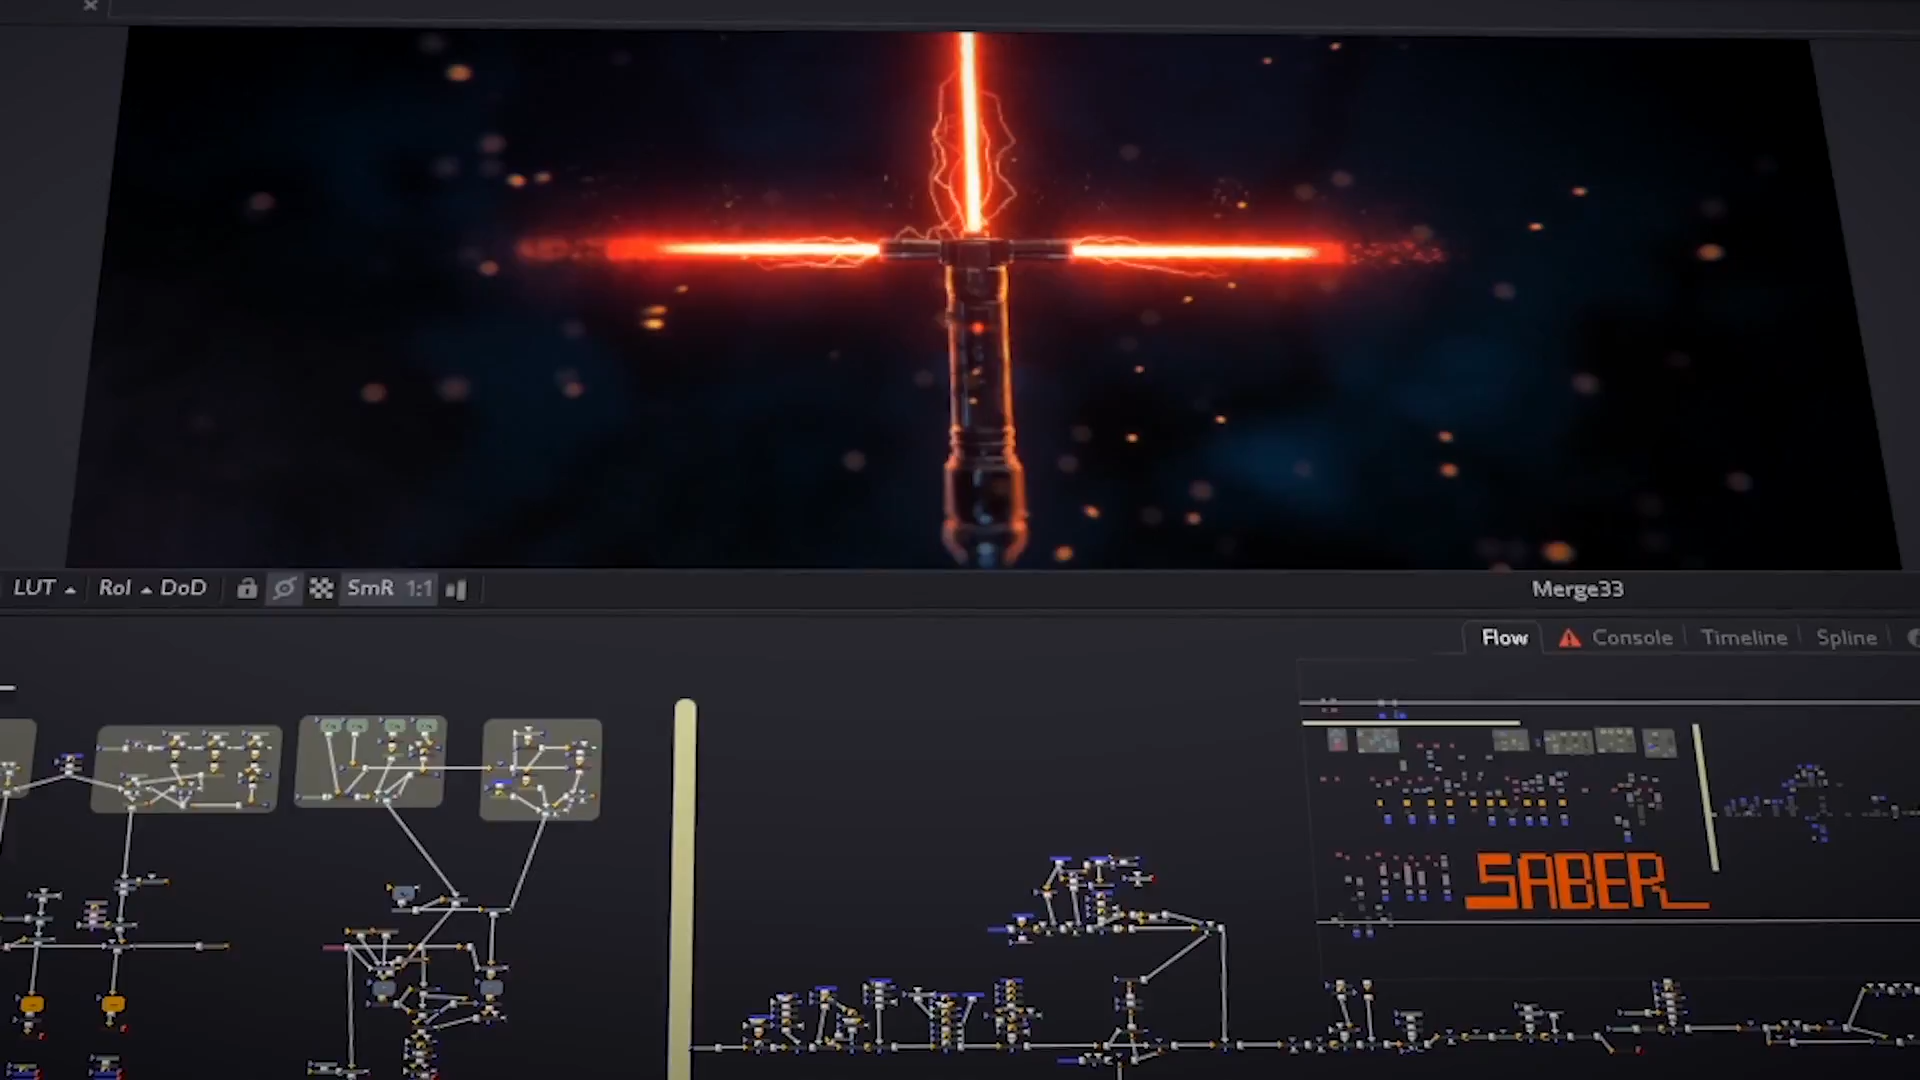 LUT RoI DoD SmR 1:1 Merge33
Flow Console Timeline Spline
SABER_